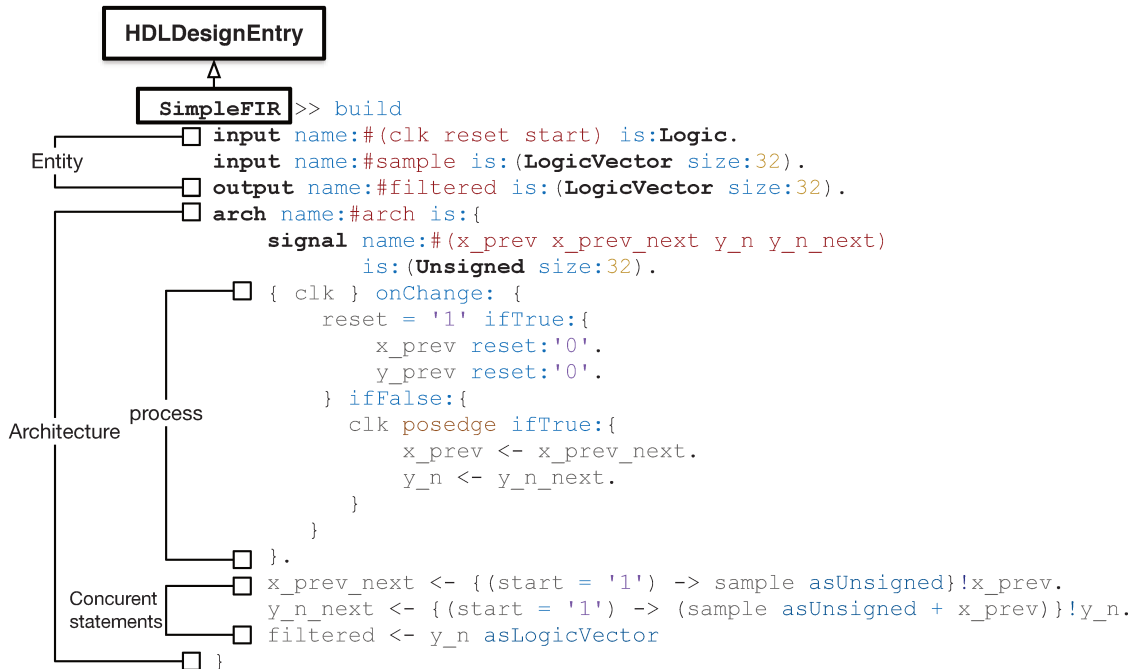 HDLDesignEntry
SimpleFIR >> build
input name:#(clk reset start) is:Logic.
Entity
input name:#sample is:(LogicVector size:32).
output name:#filtered is:(LogicVector size:32).
arch name:#arch is:{
signal name:#(x_prev x_prev_next y_n y_n_next)
is:(Unsigned size:32).
{ clk } onChange: {
reset = '1' ifTrue:{
x_prev reset:'0'.
y_prev reset:'0'.
} ifFalse:{
process
clk posedge ifTrue:{
Architecture
x_prev <- x_prev_next.
y_n <- y_n_next.
}
}
}.
x_prev_next <- {(start = '1') -> sample asUnsigned}!x_prev.
Concurent
statements
y_n_next <- {(start = '1') -> (sample asUnsigned + x_prev)}!y_n.
filtered <- y_n asLogicVector
}